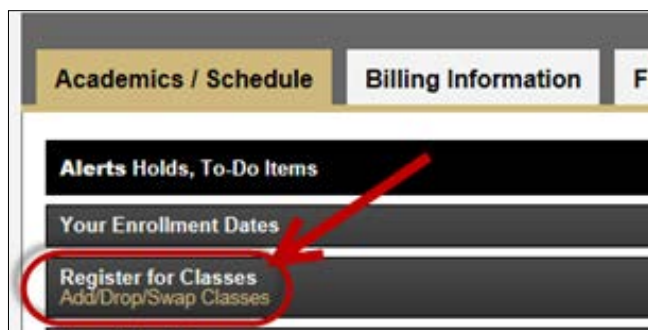 Academics / Schedule
Billing Information
F
Alerts Holds, To-Do Items
Your Enrollment Dates
Register for Classes
Add/Drop/Swap Classes